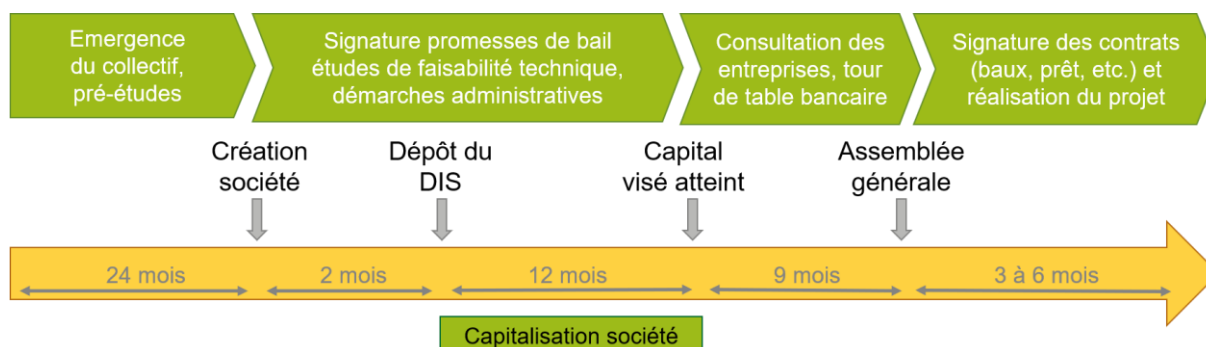 Emergence
du collectif,
pré-études
Signature promesses de bail
études de faisabilité technique,
démarches administratives
Consultation des
entreprises, tour
de table bancaire
Signature des contrats
(baux, prêt, etc.) et
réalisation du projet
Création
société
Dépôt du
DIS
Capital
visé atteint
Assemblée
générale
24 mois
2 mois
12 mois
9 mois
3 à 6 mois
Capitalisation société